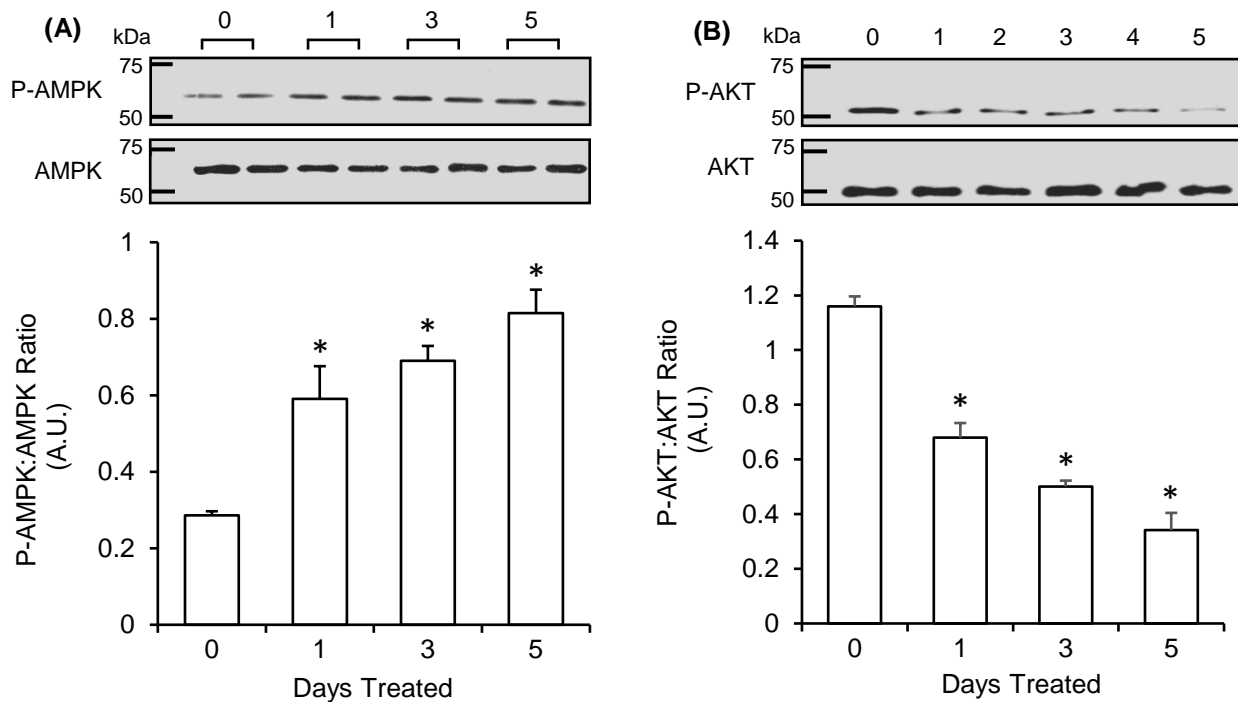 (A)
0 1 3 5
kDa
75
P-AMPK
50
75
AMPK
50
1
0.8
0.6
0.4
0.2
0
P-AMPK:AMPK Ratio
(A.U.)
* * *
0 1 3 5
Days Treated
(B)
kDa 0 1 2 3 4 5
75
P-AKT
50
75
AKT
50
1.4
1.2
1
0.8
0.6
0.4
0.2
0
P-AKT:AKT Ratio
(A.U.)
* * *
0 1 3 5
Days Treated